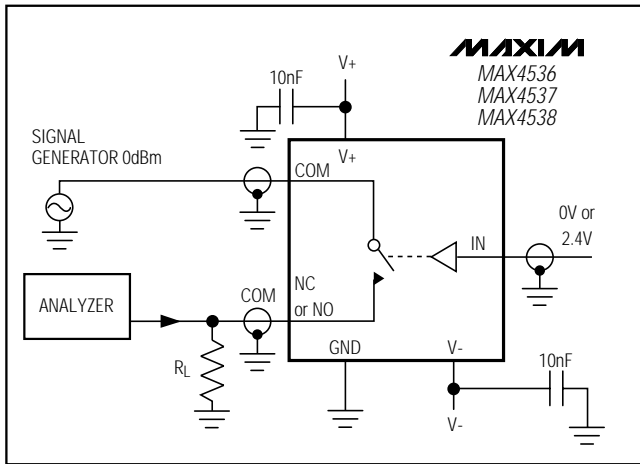 MAXIM
MAX4536
MAX4537
MAX4538
V+
10nF
SIGNAL
GENERATOR 0dBm
V+
COM
0V or
2.4V
IN
NC
or NO
COM
ANALYZER
GND
V-
10nF
RL
V-